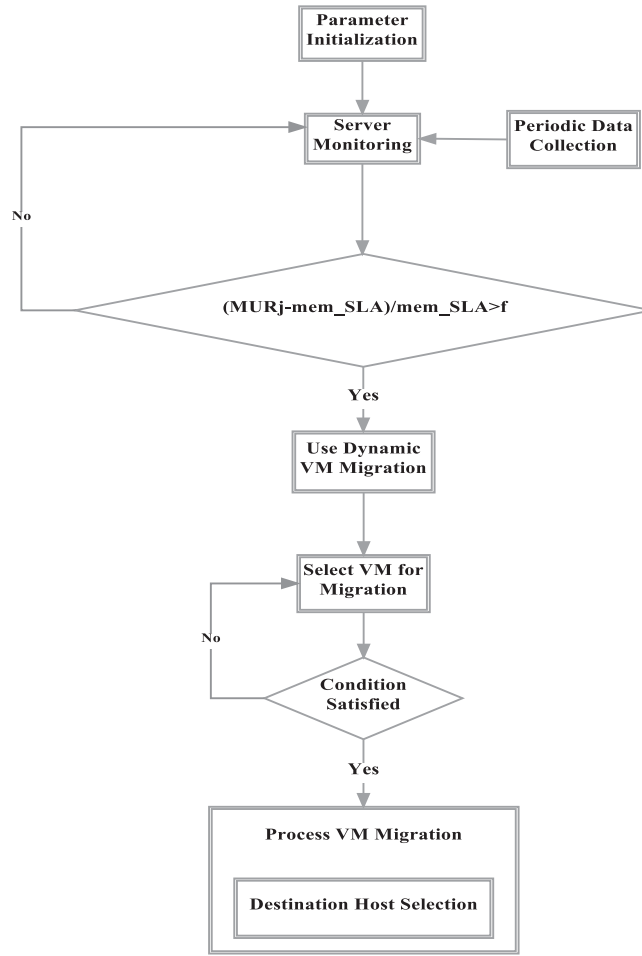 Parameter
Initialization
Server
Monitoring
Periodic Data
Collection
No
(MURj-mem_SLA)/mem_SLA>f
Yes
Use Dynamic
VM Migration
Select VM for
Migration
No
Condition
Satisfied
Yes
Process VM Migration
Destination Host Selection